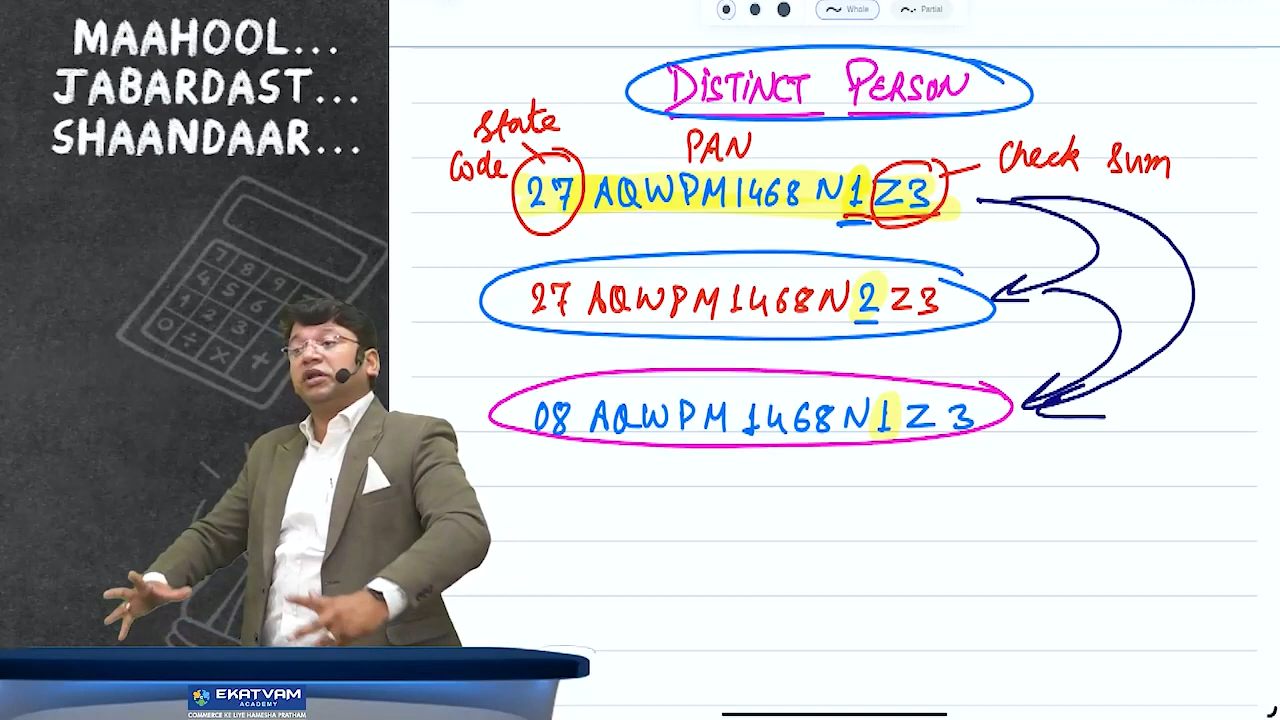 MAAHOOL...
JABARDAST...
SHAANDAAR...
Whole
Partial
DISTINCT PERSON
State Code
PAN
Check Sum
27 AQWPM1468N1Z3
27 AQWPM1468N2Z3
08 AQWPM1468N1Z3
EKATVAM
ACADEMY
COMMERCE KE LIYE HAMESHA PRATHAM